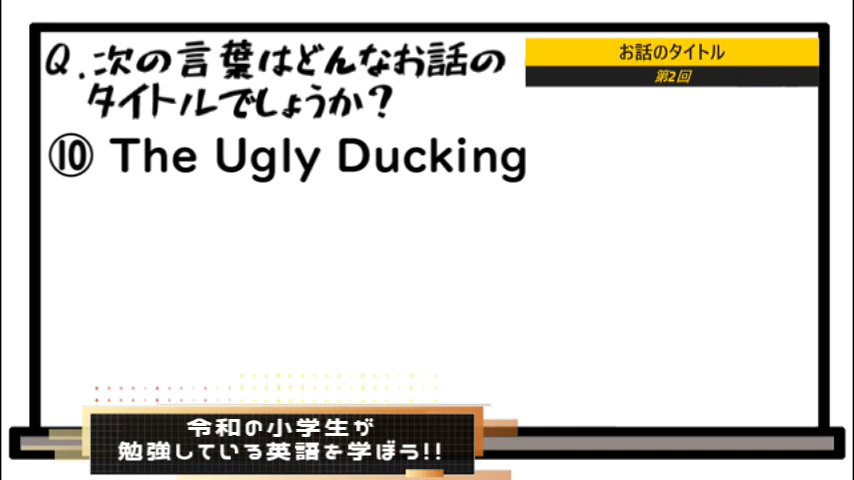 Q.次の言葉はどんなお話の
タイトルでしょうか?
お話のタイトル
第2回
⑩ The Ugly Ducking
令和の小学生が
勉強している英語を学ぼう!!